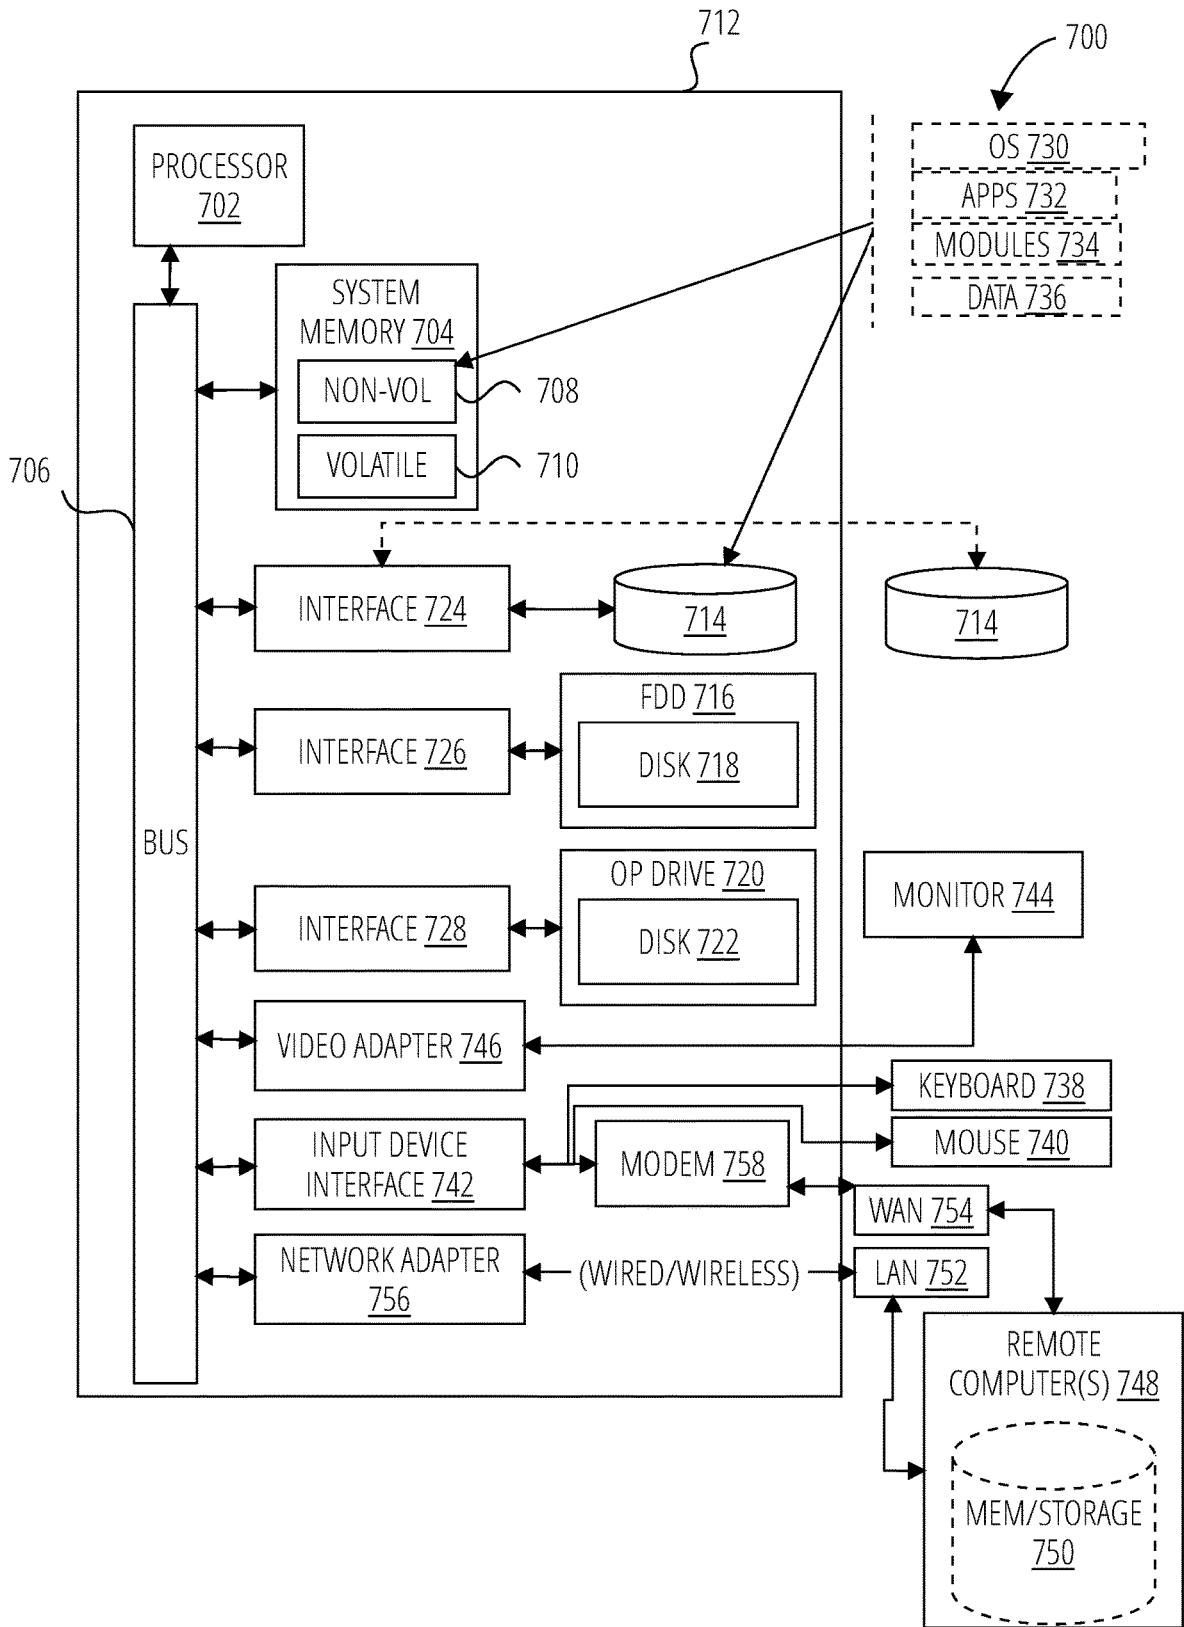 712
700
PROCESSOR
702
OS 730
APPS 732
MODULES 734
DATA 736
SYSTEM
MEMORY 704
NON-VOL
708
VOLATILE
710
706
BUS
INTERFACE 724
714
714
INTERFACE 726
FDD 716
DISK 718
INTERFACE 728
OP DRIVE 720
DISK 722
MONITOR 744
VIDEO ADAPTER 746
KEYBOARD 738
MOUSE 740
INPUT DEVICE
INTERFACE 742
MODEM 758
WAN 754
NETWORK ADAPTER
756
(WIRED/WIRELESS)
LAN 752
REMOTE
COMPUTER(S) 748
MEM/STORAGE
750